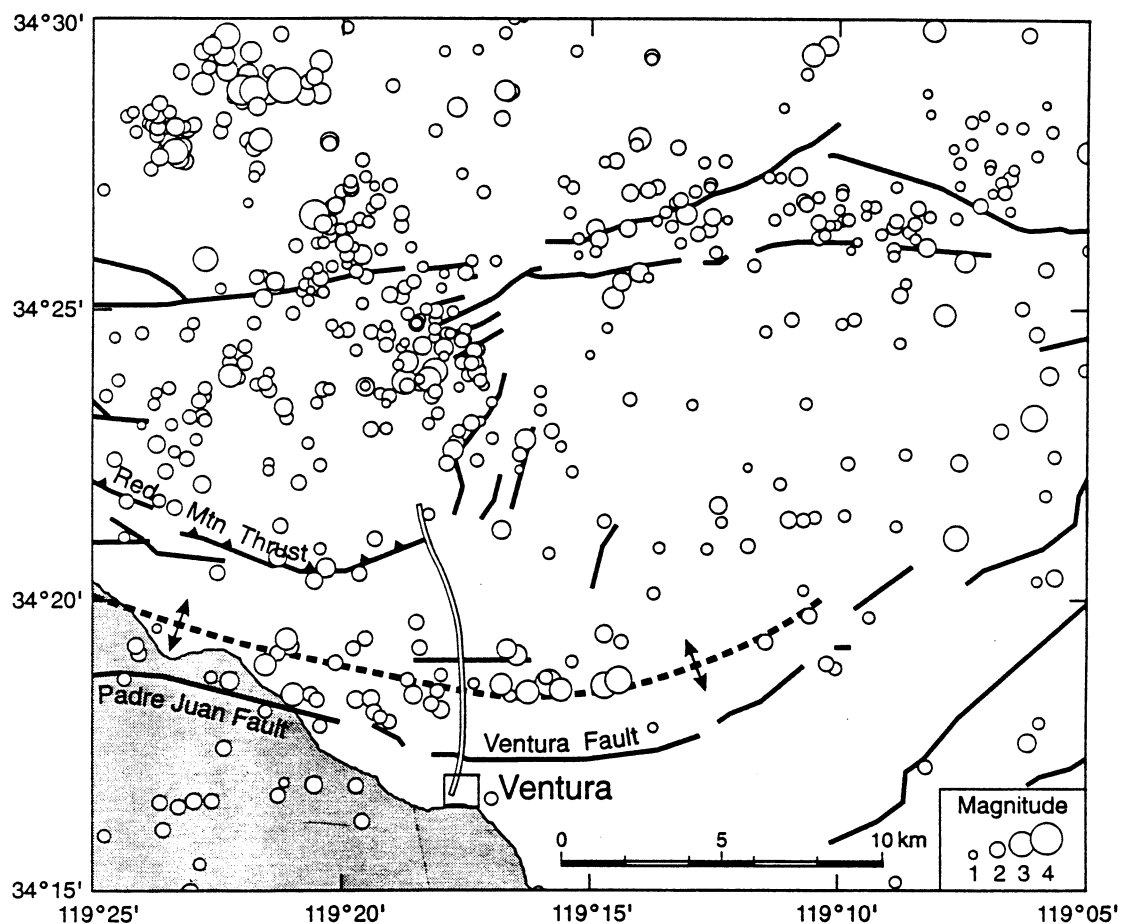 34°30'
34°25'
34°20'
34°15'
Red Mtn Thrust
Padre Juan Fault
Ventura Fault
Ventura
0 5 10 km
Magnitude
1 2 3 4
119°25' 119°20' 119°15' 119°10' 119°05'